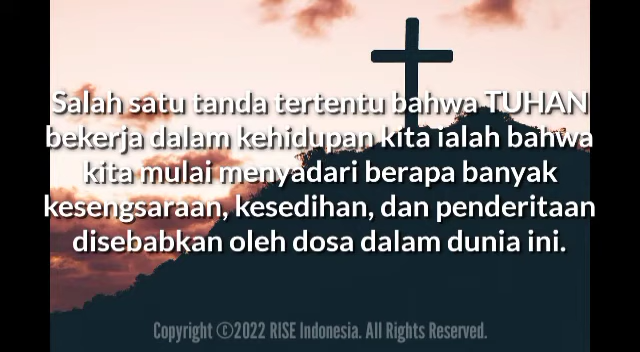 Salah satu tanda tertentu bahwa TUHAN
bekerja dalam kehidupan kita ialah bahwa
kita mulai menyadari berapa banyak
kesengsaraan, kesedihan, dan penderitaan
disebabkan oleh dosa dalam dunia ini.
Copyright ©2022 RISE Indonesia. All Rights Reserved.